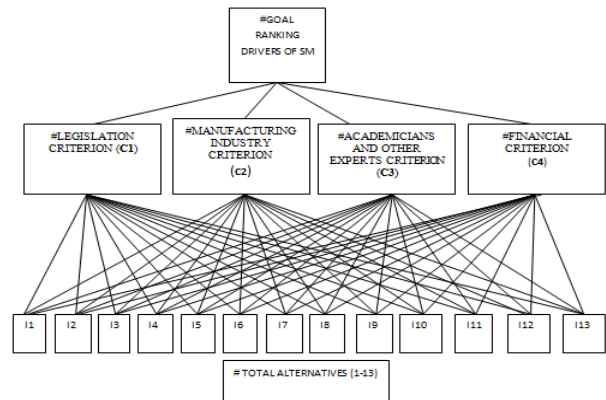 #GOAL
RANKING
DRIVERS OF SM
#LEGISLATION
CRITERION (C1)
#MANUFACTURING
INDUSTRY
CRITERION
(C2)
#ACADEMICIANS
AND OTHER
EXPERTS CRITERION
(C3)
#FINANCIAL
CRITERION
(C4)
I1 I2 I3 I4 I5 I6 I7 I8 I9 I10 I11 I12 I13
# TOTAL ALTERNATIVES (1-13)